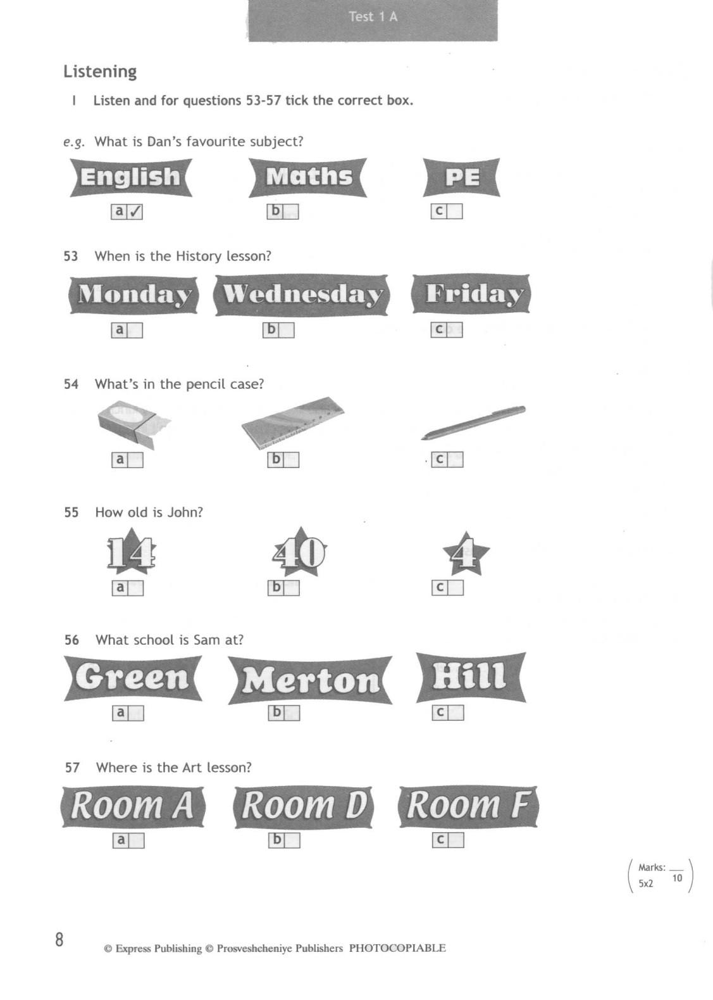 Test 1 A
Listening
I Listen and for questions 53-57 tick the correct box.
e.g. What is Dan's favourite subject?
English Maths PE
a ✓ b c
53 When is the History lesson?
Monday Wednesday Friday
a b c
54 What's in the pencil case?
a b c
55 How old is John?
14 40 4
a b c
56 What school is Sam at?
Green Merton Hill
a b c
57 Where is the Art lesson?
Room A Room D Room F
a b c
Marks: __
5x2 10
8 © Express Publishing © Prosveshcheniye Publishers PHOTOCOPIABLE